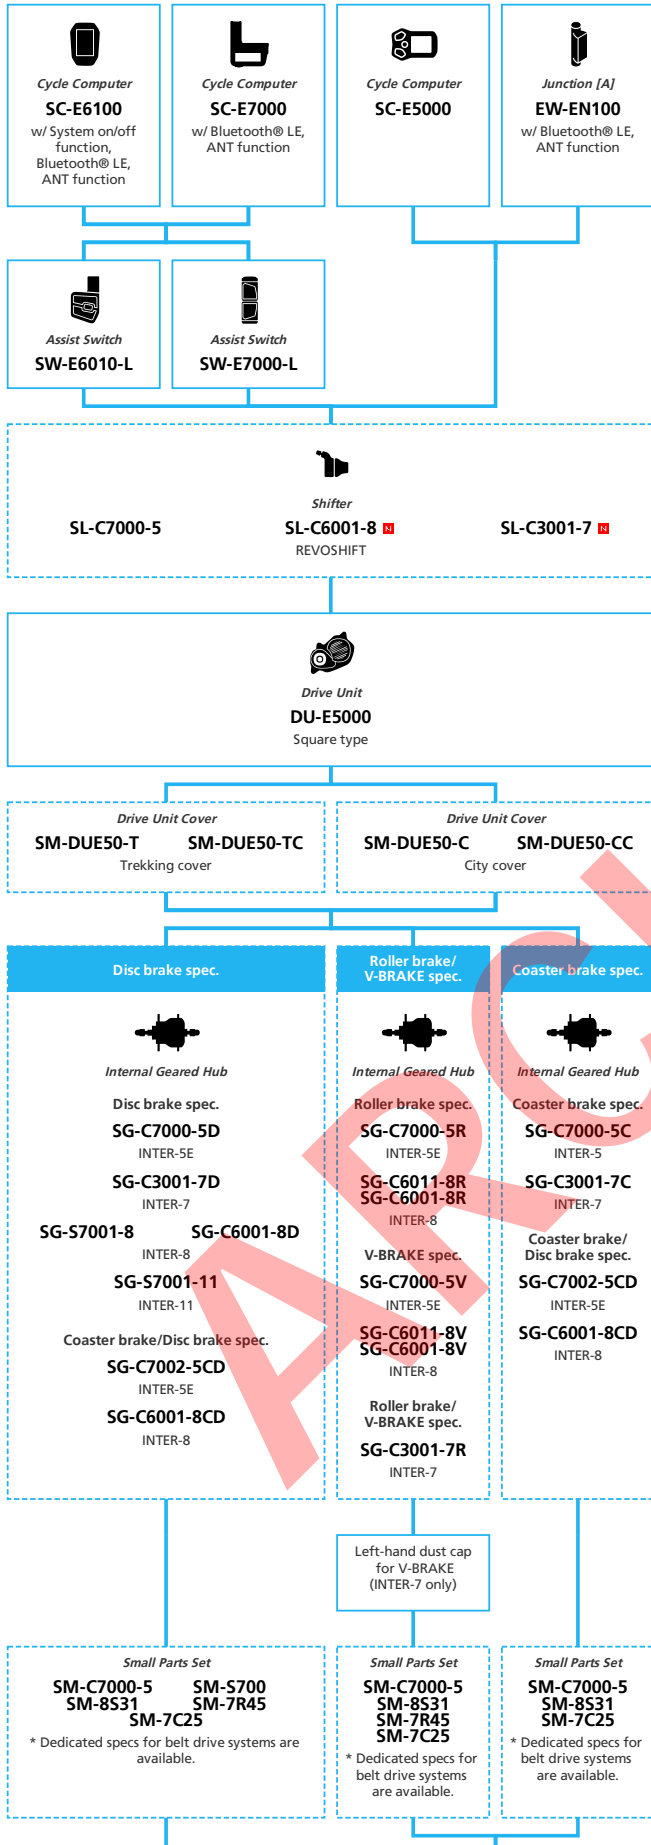 Cycle Computer
SC-E6100
w/ System on/off
function,
Bluetooth® LE,
ANT function
Cycle Computer
SC-E7000
w/ Bluetooth® LE,
ANT function
Cycle Computer
SC-E5000
Junction [A]
EW-EN100
w/ Bluetooth® LE,
ANT function
Assist Switch
SW-E6010-L
Assist Switch
SW-E7000-L
Shifter
SL-C7000-5
SL-C6001-8 N
REVOSHIFT
SL-C3001-7 N
Drive Unit
DU-E5000
Square type
Drive Unit Cover
SM-DUE50-T SM-DUE50-TC
Trekking cover
Drive Unit Cover
SM-DUE50-C SM-DUE50-CC
City cover
Disc brake spec.
Internal Geared Hub
Disc brake spec.
SG-C7000-5D
INTER-5E
SG-C3001-7D
INTER-7
SG-S7001-8 SG-C6001-8D
INTER-8
SG-S7001-11
INTER-11
Coaster brake/Disc brake spec.
SG-C7002-5CD
INTER-5E
SG-C6001-8CD
INTER-8
Roller brake/
V-BRAKE spec.
Internal Geared Hub
Roller brake spec.
SG-C7000-5R
INTER-5E
SG-C6011-8R
SG-C6001-8R
INTER-8
V-BRAKE spec.
SG-C7000-5V
INTER-5E
SG-C6011-8V
SG-C6001-8V
INTER-8
Roller brake/
V-BRAKE spec.
SG-C3001-7R
INTER-7
Coaster brake spec.
Internal Geared Hub
Coaster brake spec.
SG-C7000-5C
INTER-5
SG-C3001-7C
INTER-7
Coaster brake/
Disc brake spec.
SG-C7002-5CD
INTER-5E
SG-C6001-8CD
INTER-8
Left-hand dust cap
for V-BRAKE
(INTER-7 only)
Small Parts Set
SM-C7000-5 SM-S700
SM-8S31 SM-7R45
SM-7C25
* Dedicated specs for belt drive systems are
available.
Small Parts Set
SM-C7000-5
SM-8S31
SM-7R45
SM-7C25
* Dedicated specs for
belt drive systems
are available.
Small Parts Set
SM-C7000-5
SM-8S31
SM-7C25
* Dedicated specs for
belt drive systems
are available.